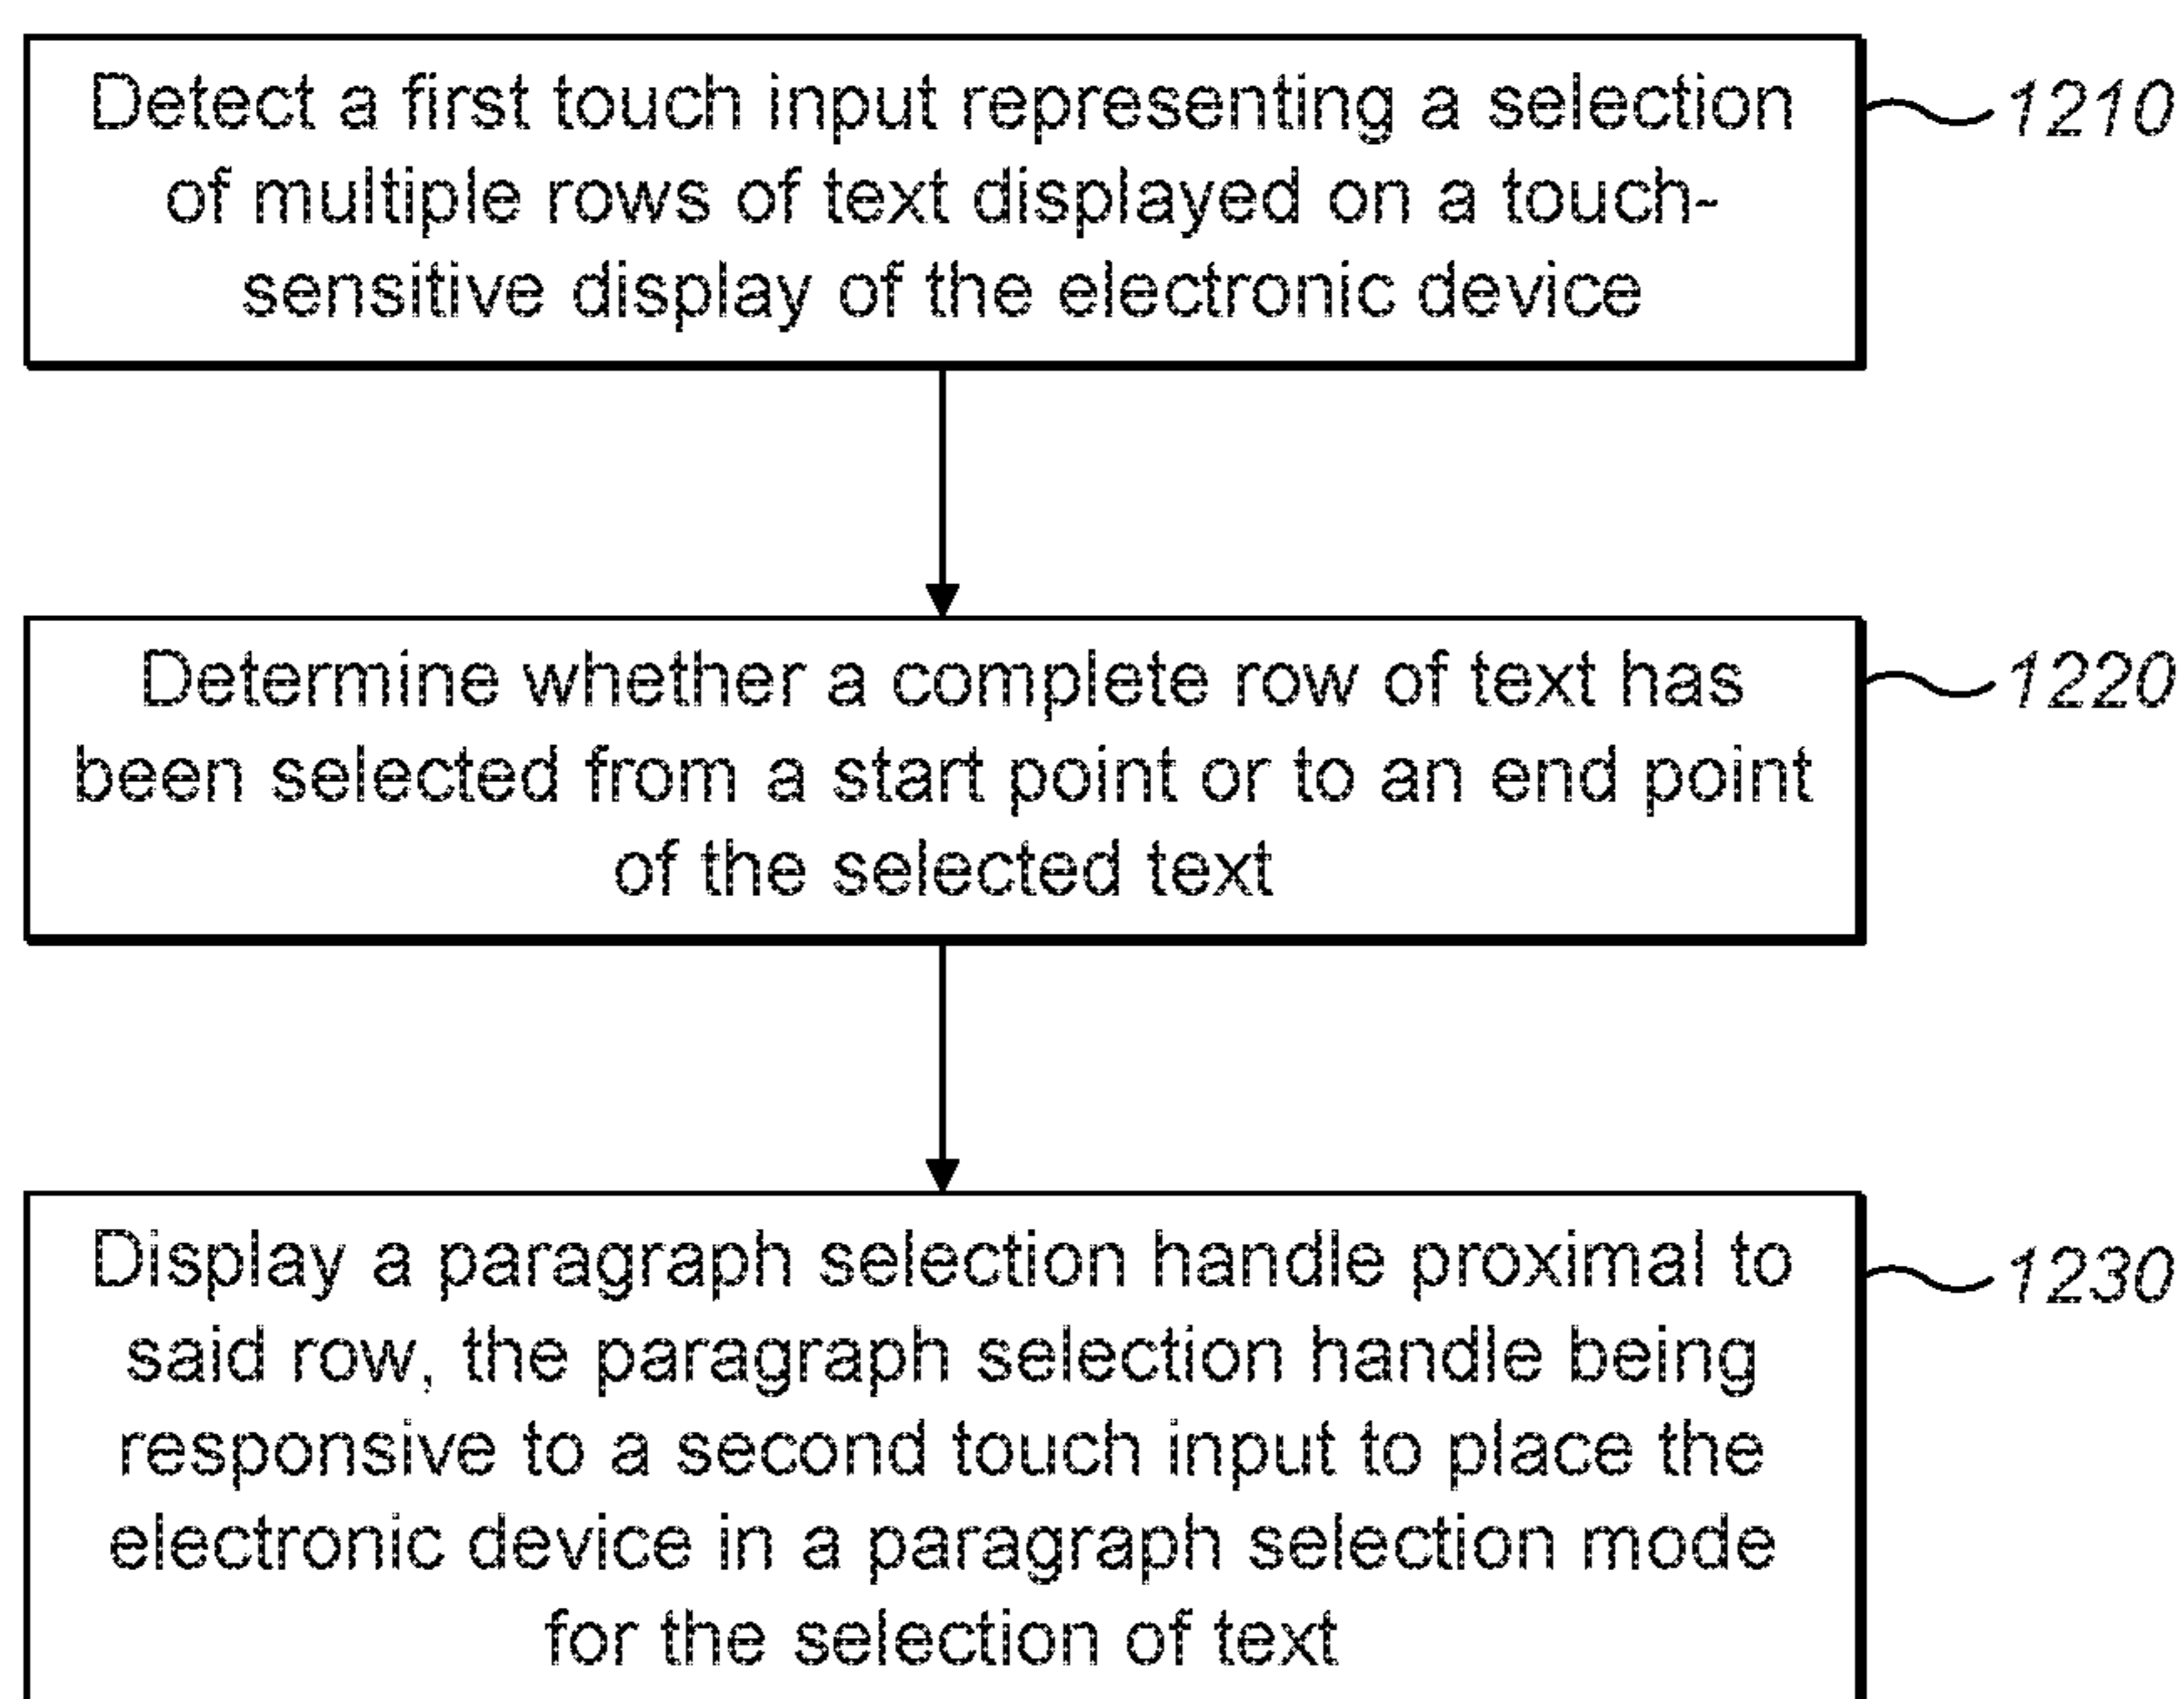 Detect a first touch input representing a selection
of multiple rows of text displayed on a touch-
sensitive display of the electronic device
1210
Determine whether a complete row of text has
been selected from a start point or to an end point
of the selected text
1220
Display a paragraph selection handle proximal to
said row, the paragraph selection handle being
responsive to a second touch input to place the
electronic device in a paragraph selection mode
for the selection of text
1230